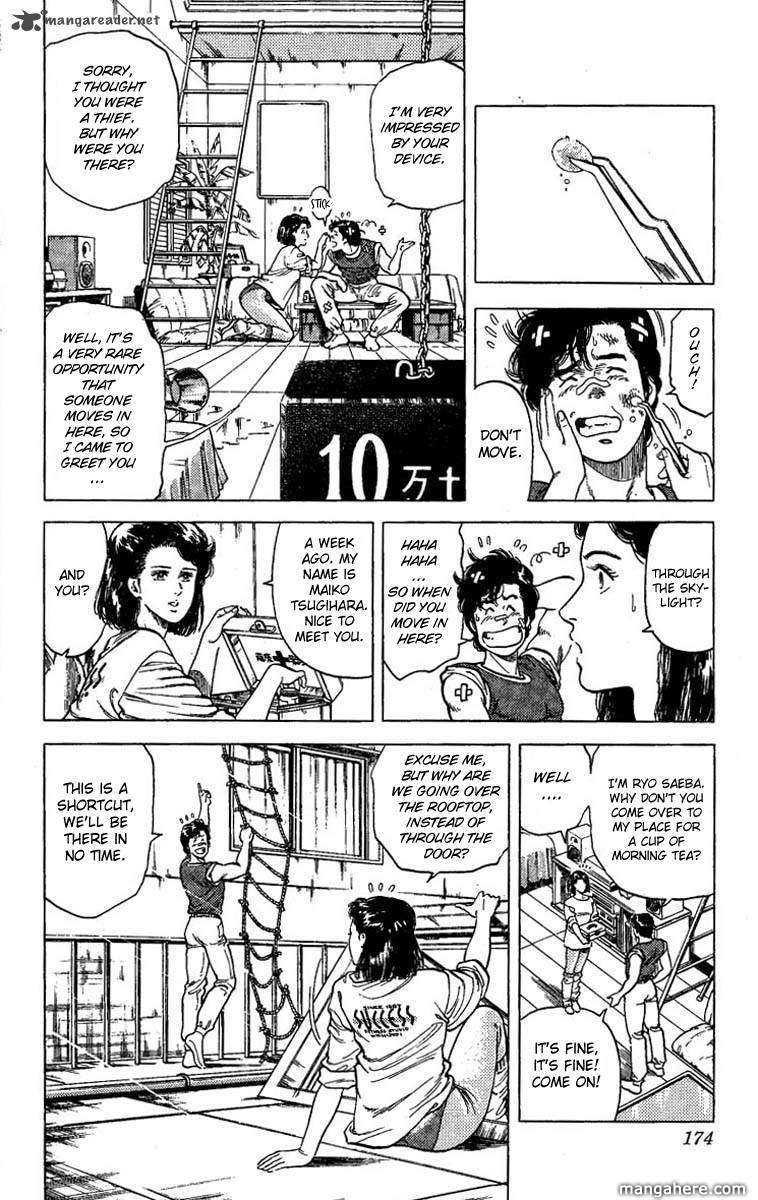 mangareader.net
SORRY,
I THOUGHT
YOU WERE
A THIEF.
BUT WHY
WERE YOU
THERE?
I'M VERY
IMPRESSED
BY YOUR
DEVICE.
STICK
WELL, IT'S
A VERY RARE
OPPORTUNITY
THAT
SOMEONE
MOVES IN
HERE, SO
I CAME TO
GREET YOU
...
10万t
OUCH!
DON'T
MOVE.
AND
YOU?
A WEEK
AGO. MY
NAME IS
MAIKO
TSUGIHARA.
NICE TO
MEET YOU.
HAHA
HAHA
...
SO WHEN
DID YOU
MOVE IN
HERE?
THROUGH
THE SKY-
LIGHT?
THIS IS A
SHORTCUT,
WE'LL BE
THERE IN
NO TIME.
EXCUSE ME,
BUT WHY ARE
WE GOING OVER
THE ROOFTOP,
INSTEAD OF
THROUGH THE
DOOR?
SINCE 1987
SUCCESS
FITNESS STUDIO
WELL
....
I'M RYO SAEBA.
WHY DON'T YOU
COME OVER TO
MY PLACE FOR
A CUP OF
MORNING TEA?
IT'S FINE,
IT'S FINE!
COME ON!
174
mangahere.com